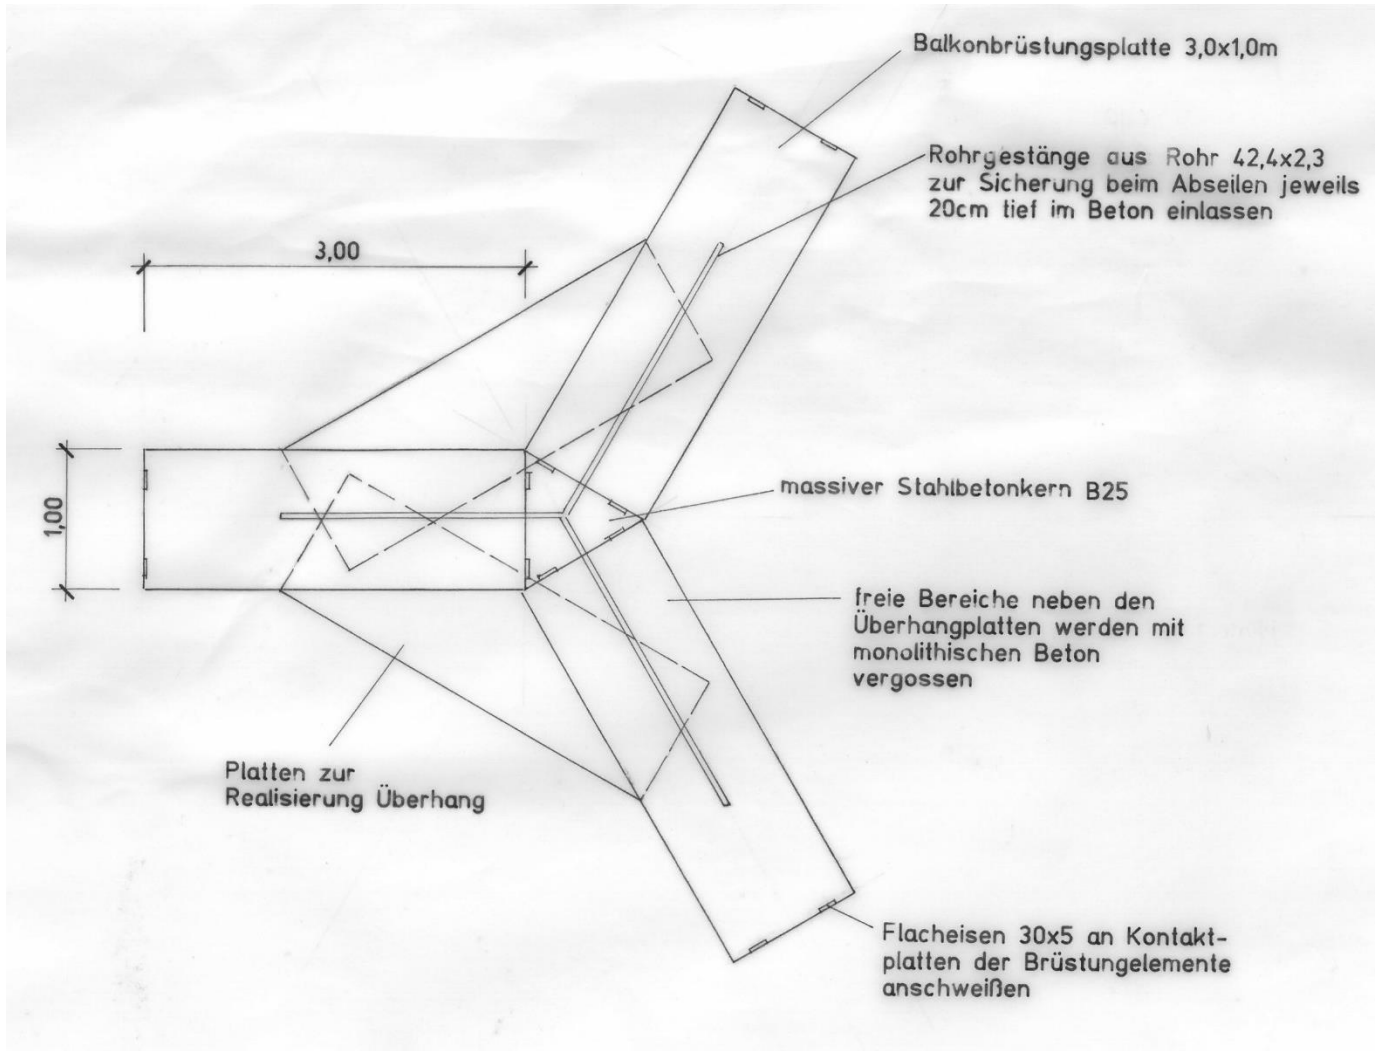 Balkonbrüstungsplatte 3,0x1,0m
Rohrgestänge aus Rohr 42,4x2,3
zur Sicherung beim Abseilen jeweils
20cm tief im Beton einlassen
3,00
1,00
massiver Stahlbetonkern B25
freie Bereiche neben den
Überhangplatten werden mit
monolithischen Beton
vergossen
Platten zur
Realisierung Überhang
Flacheisen 30x5 an Kontakt-
platten der Brüstungelemente
anschweißen